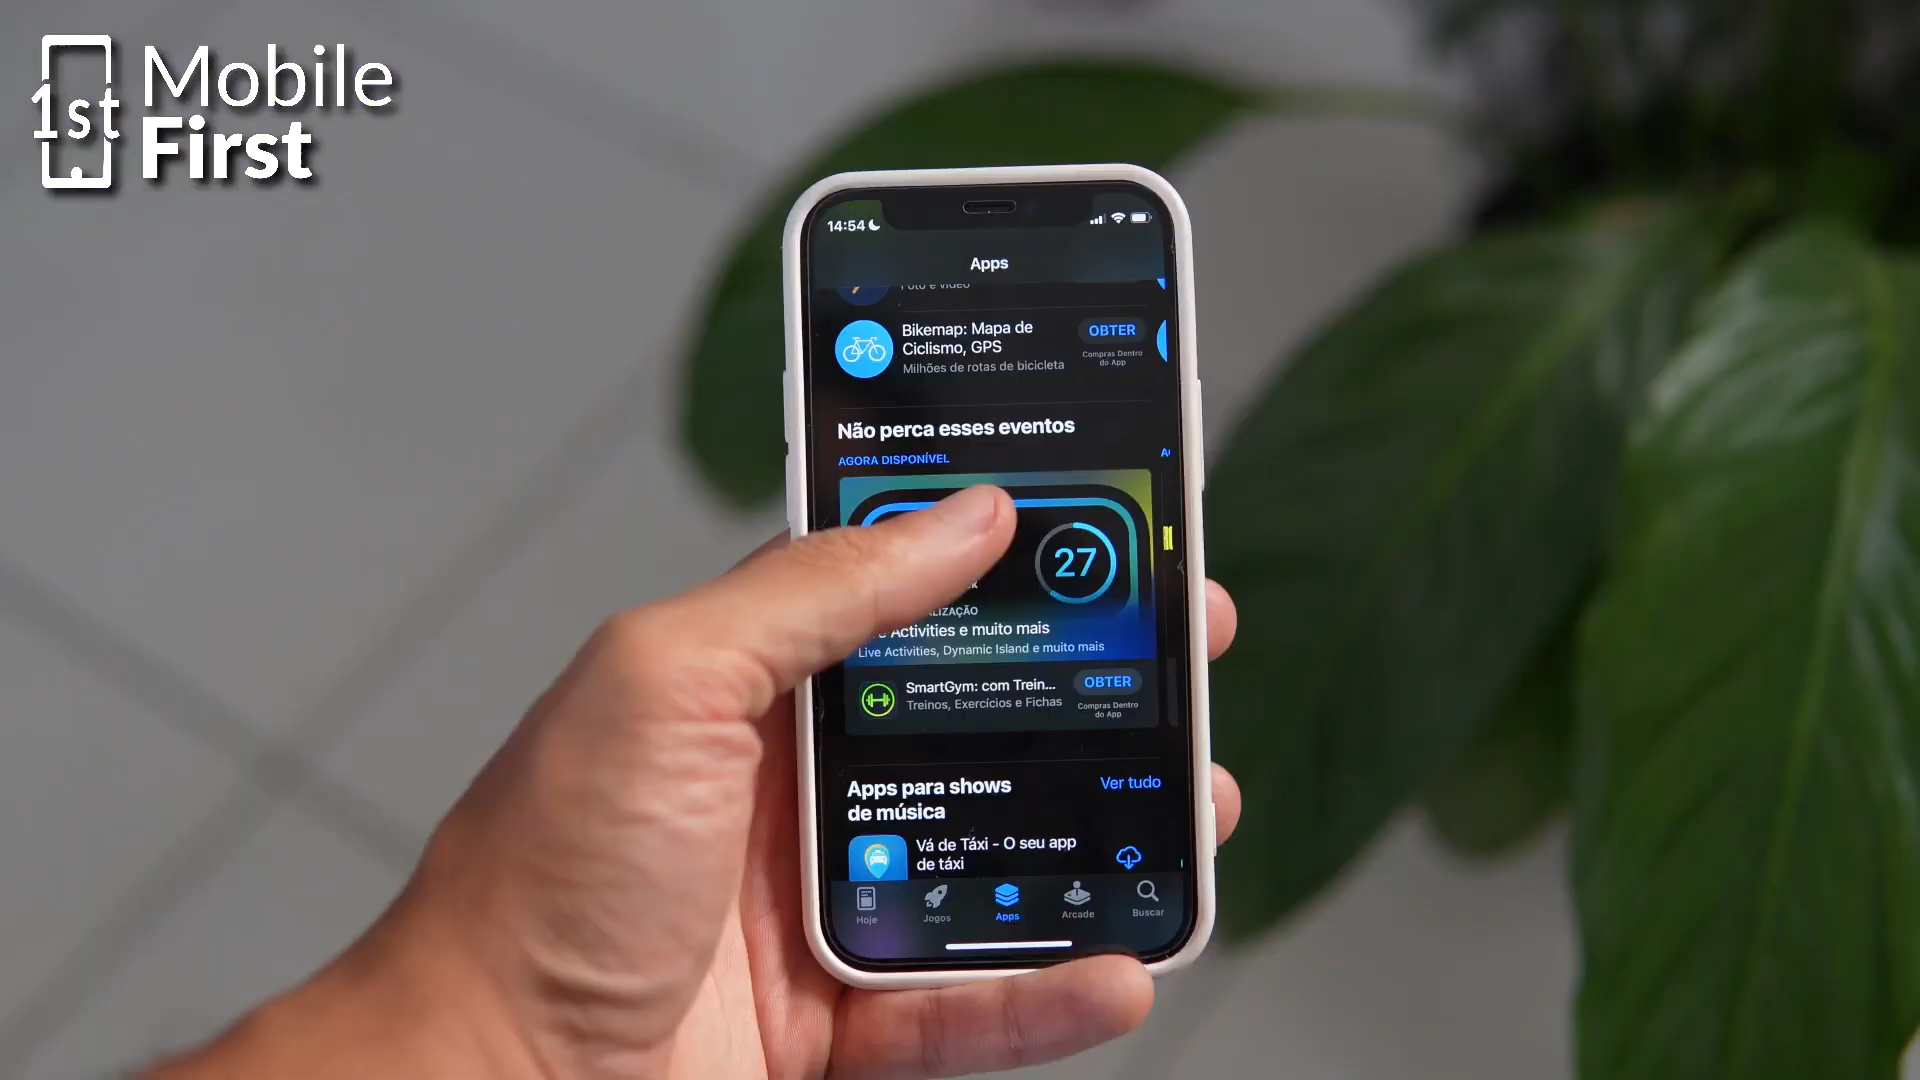 1st Mobile
First
14:54
Apps
Foto e vídeo
Bikemap: Mapa de
Ciclismo, GPS
Milhões de rotas de bicicleta
OBTER
Compras Dentro
do App
Não perca esses eventos
AGORA DISPONÍVEL
27
Activities e muito mais
Live Activities, Dynamic Island e muito mais
SmartGym: com Trein...
Treinos, Exercícios e Fichas
OBTER
Compras Dentro
do App
Apps para shows
de música
Ver tudo
Vá de Táxi - O seu app
de táxi
Hoje
Jogos
Apps
Arcade
Buscar